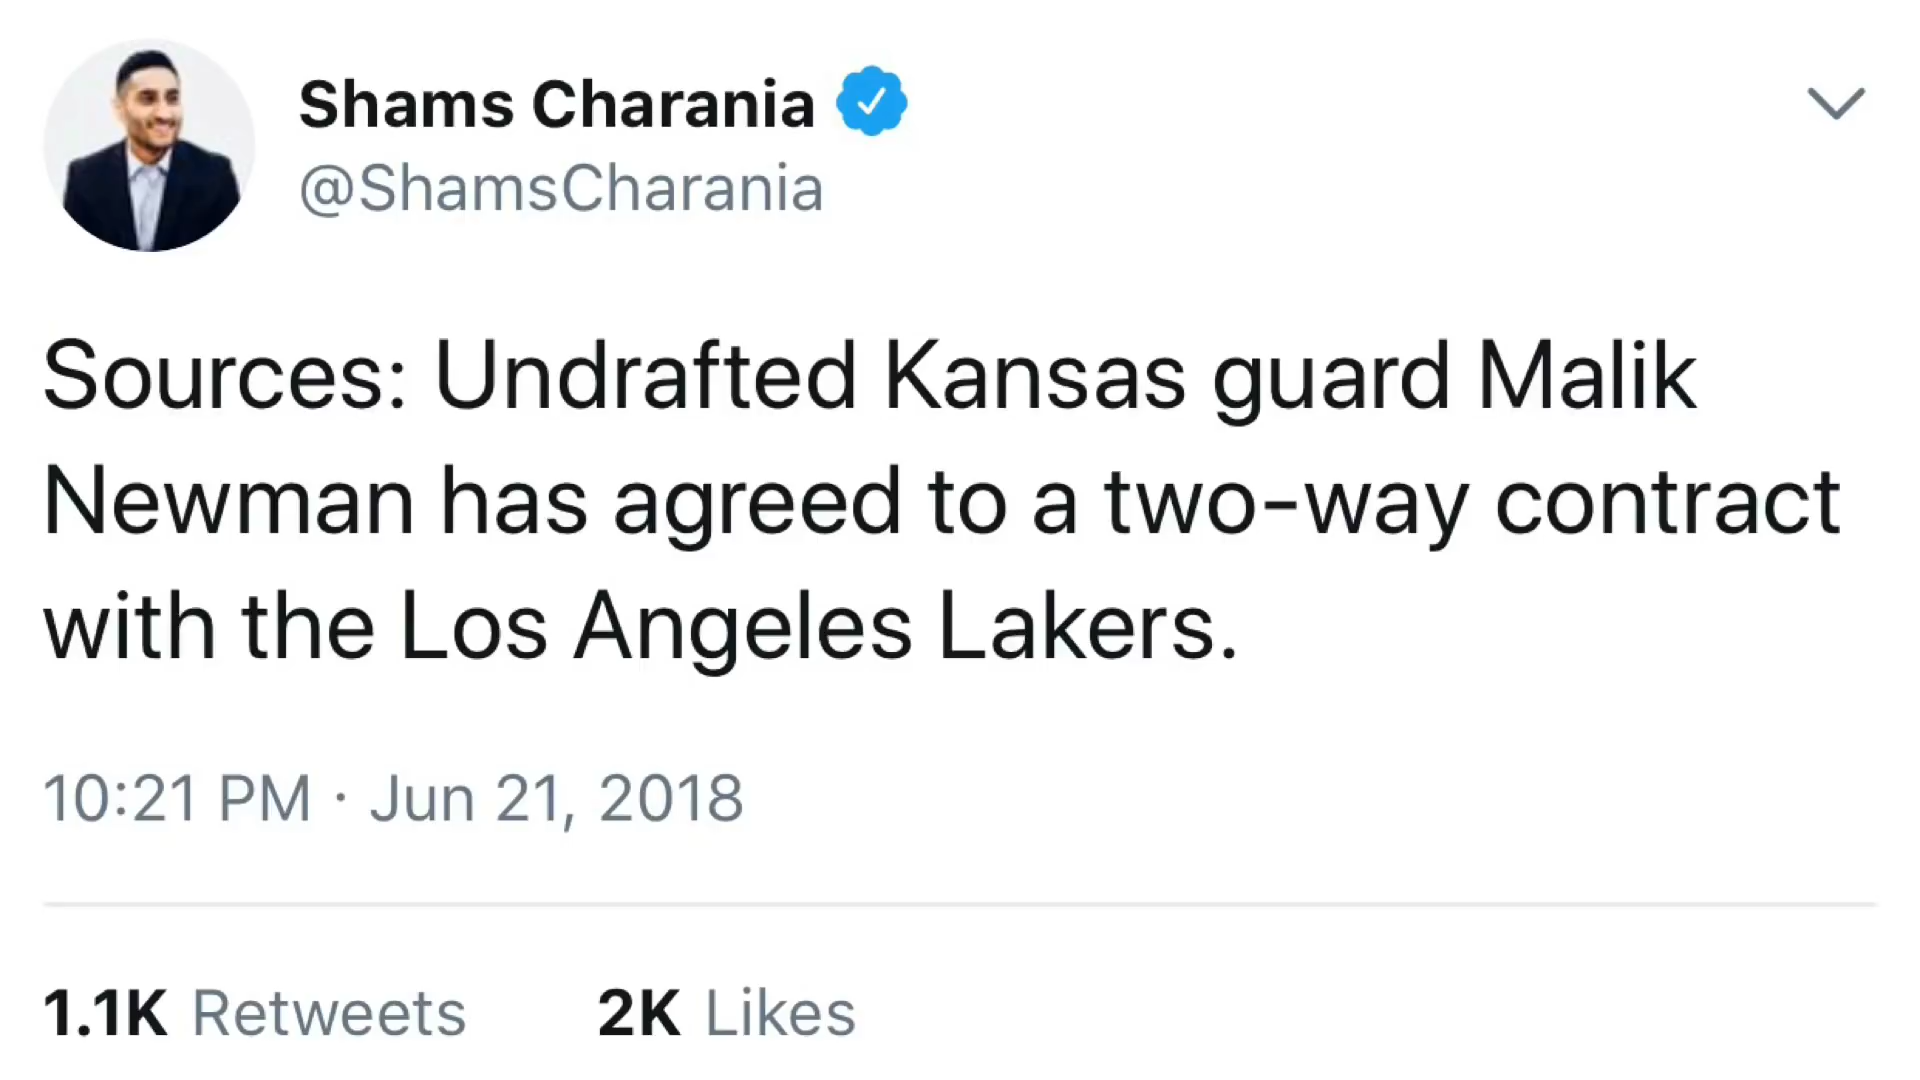 Shams Charania
@ShamsCharania
Sources: Undrafted Kansas guard Malik
Newman has agreed to a two-way contract
with the Los Angeles Lakers.
10:21 PM · Jun 21, 2018
1.1K Retweets 2K Likes